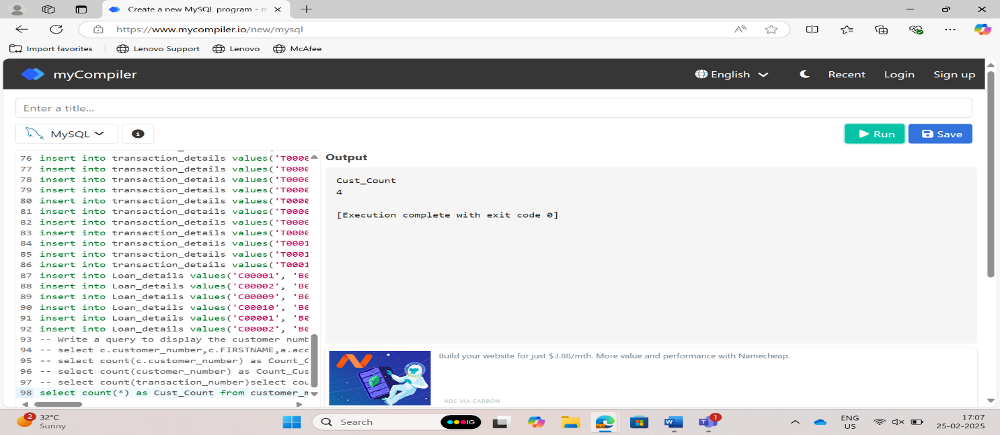 Create a new MySQL program - m
https://www.mycompiler.io/new/mysql
Import favorites
Lenovo Support
Lenovo
McAfee
myCompiler
English
Recent
Login
Sign up
Enter a title...
MySQL
Run
Save
76 insert into transaction_details values('T0000
77 insert into transaction_details values('T0000
78 insert into transaction_details values('T0000
79 insert into transaction_details values('T0000
80 insert into transaction_details values('T0000
81 insert into transaction_details values('T0000
82 insert into transaction_details values('T0000
83 insert into transaction_details values('T0000
84 insert into transaction_details values('T0001
85 insert into transaction_details values('T0001
86 insert into transaction_details values('T0001
87 insert into Loan_details values('C00001', 'B0
88 insert into Loan_details values('C00002', 'B0
89 insert into Loan_details values('C00009', 'B0
90 insert into Loan_details values('C00010', 'B0
91 insert into Loan_details values('C00001', 'B0
92 insert into Loan_details values('C00002', 'B0
93 -- Write a query to display the customer numb
94 -- select c.customer_number,c.FIRSTNAME,a.acc
95 -- select count(c.customer_number) as Count_C
96 -- select count(customer_number) as Count_Cus
97 -- select count(transaction_number)select cou
98 select count(*) as Cust_Count from customer_m
Output
Cust_Count
4
[Execution complete with exit code 0]
Build your website for just $3.88/mth. More value and performance with Namecheap.
ADS VIA CARBON
2
32°C
Sunny
Search
IG
1
ENG
US
17:07
25-02-2025